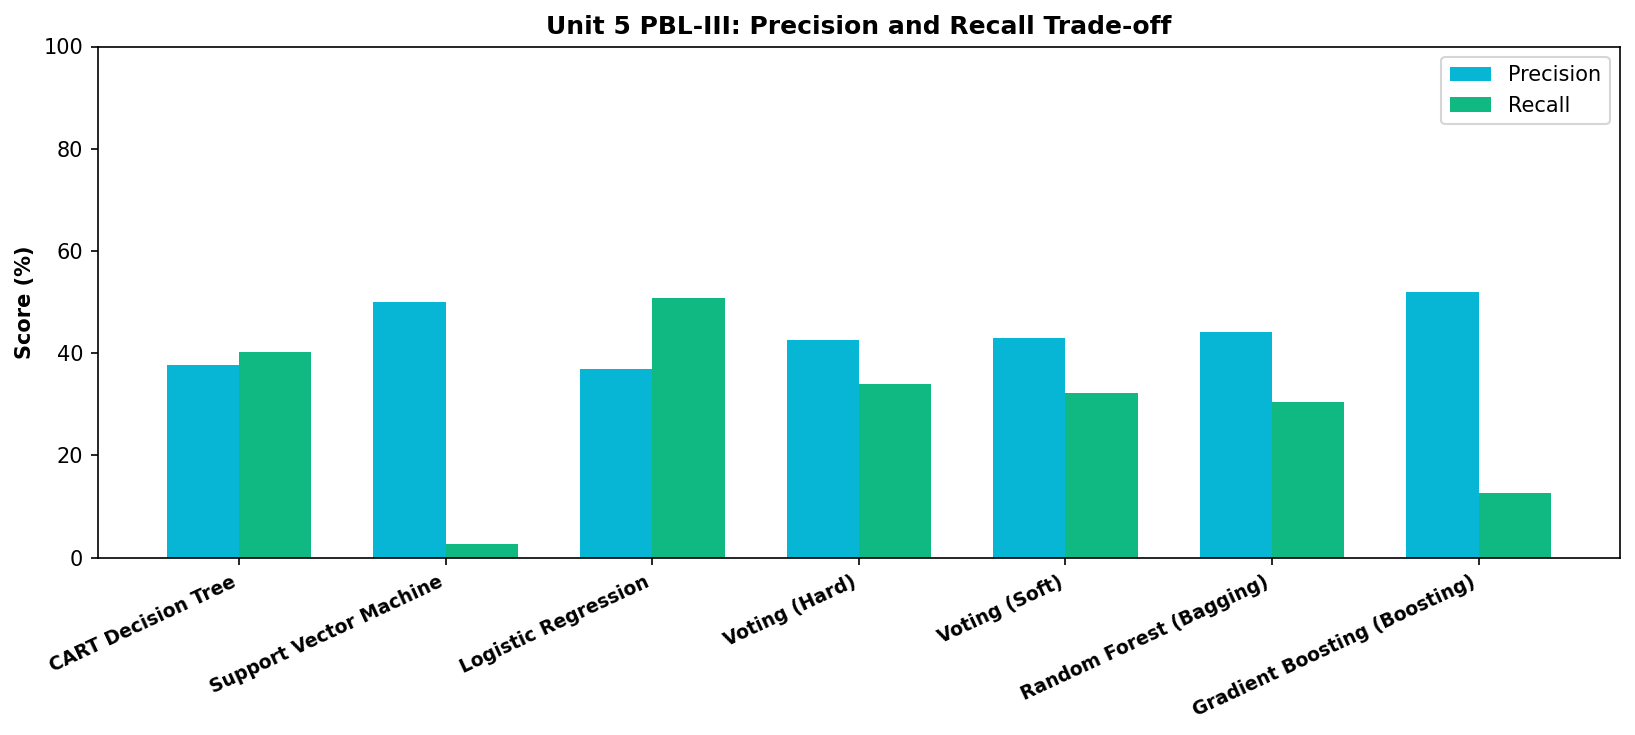 Unit 5 PBL-III: Precision and Recall Trade-off
100
80
60
40
20
0
Score (%)
Precision
Recall
CART Decision Tree
Support Vector Machine
Logistic Regression
Voting (Hard)
Voting (Soft)
Random Forest (Bagging)
Gradient Boosting (Boosting)